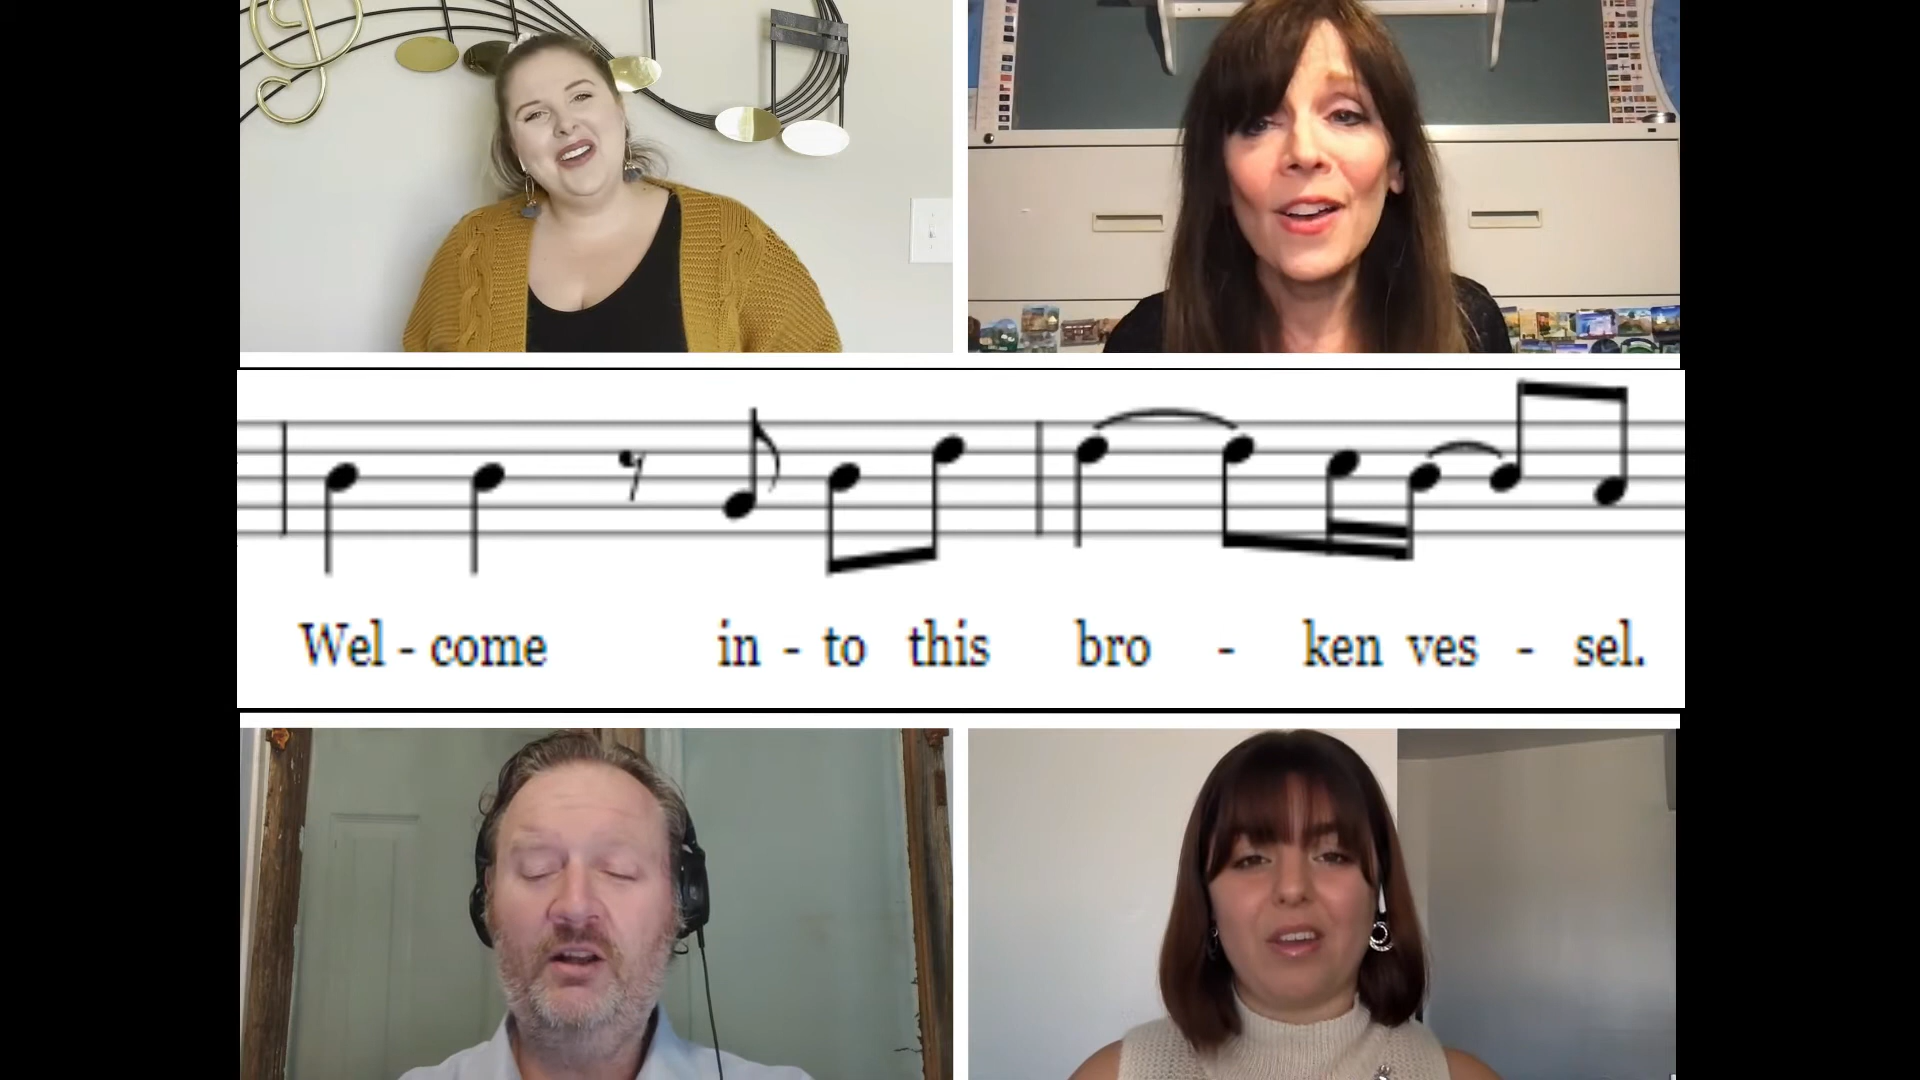 Wel - come in - to this bro - ken ves - sel.